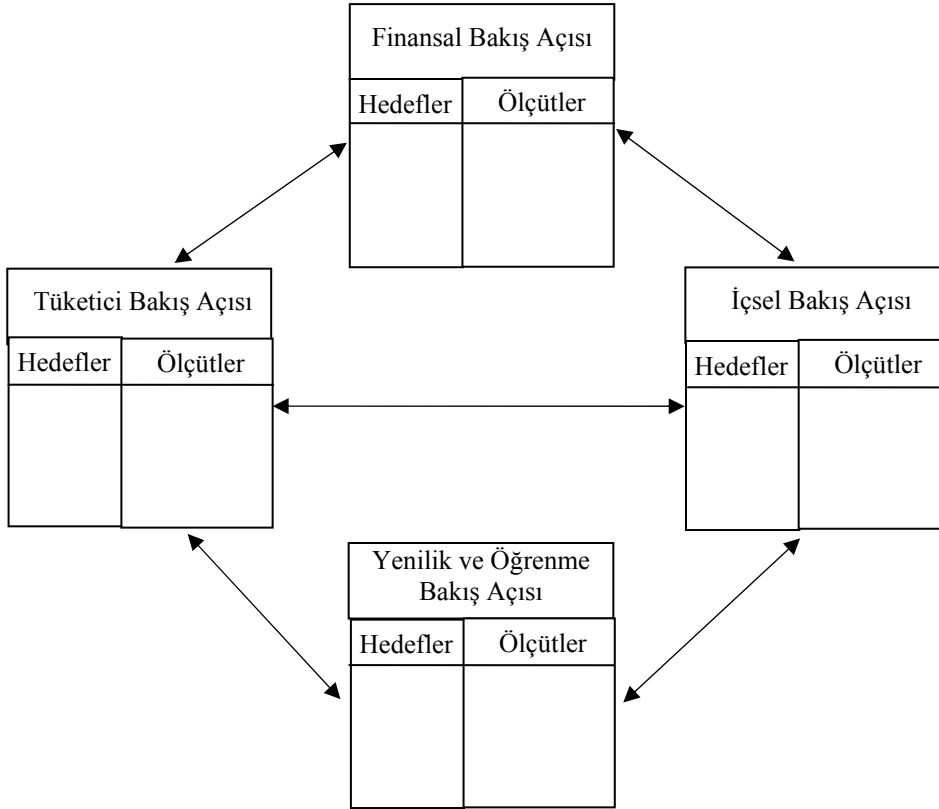 Finansal Bakış Açısı
Hedefler
Ölçütler
Tüketici Bakış Açısı
Hedefler
Ölçütler
İçsel Bakış Açısı
Hedefler
Ölçütler
Yenilik ve Öğrenme
Bakış Açısı
Hedefler
Ölçütler